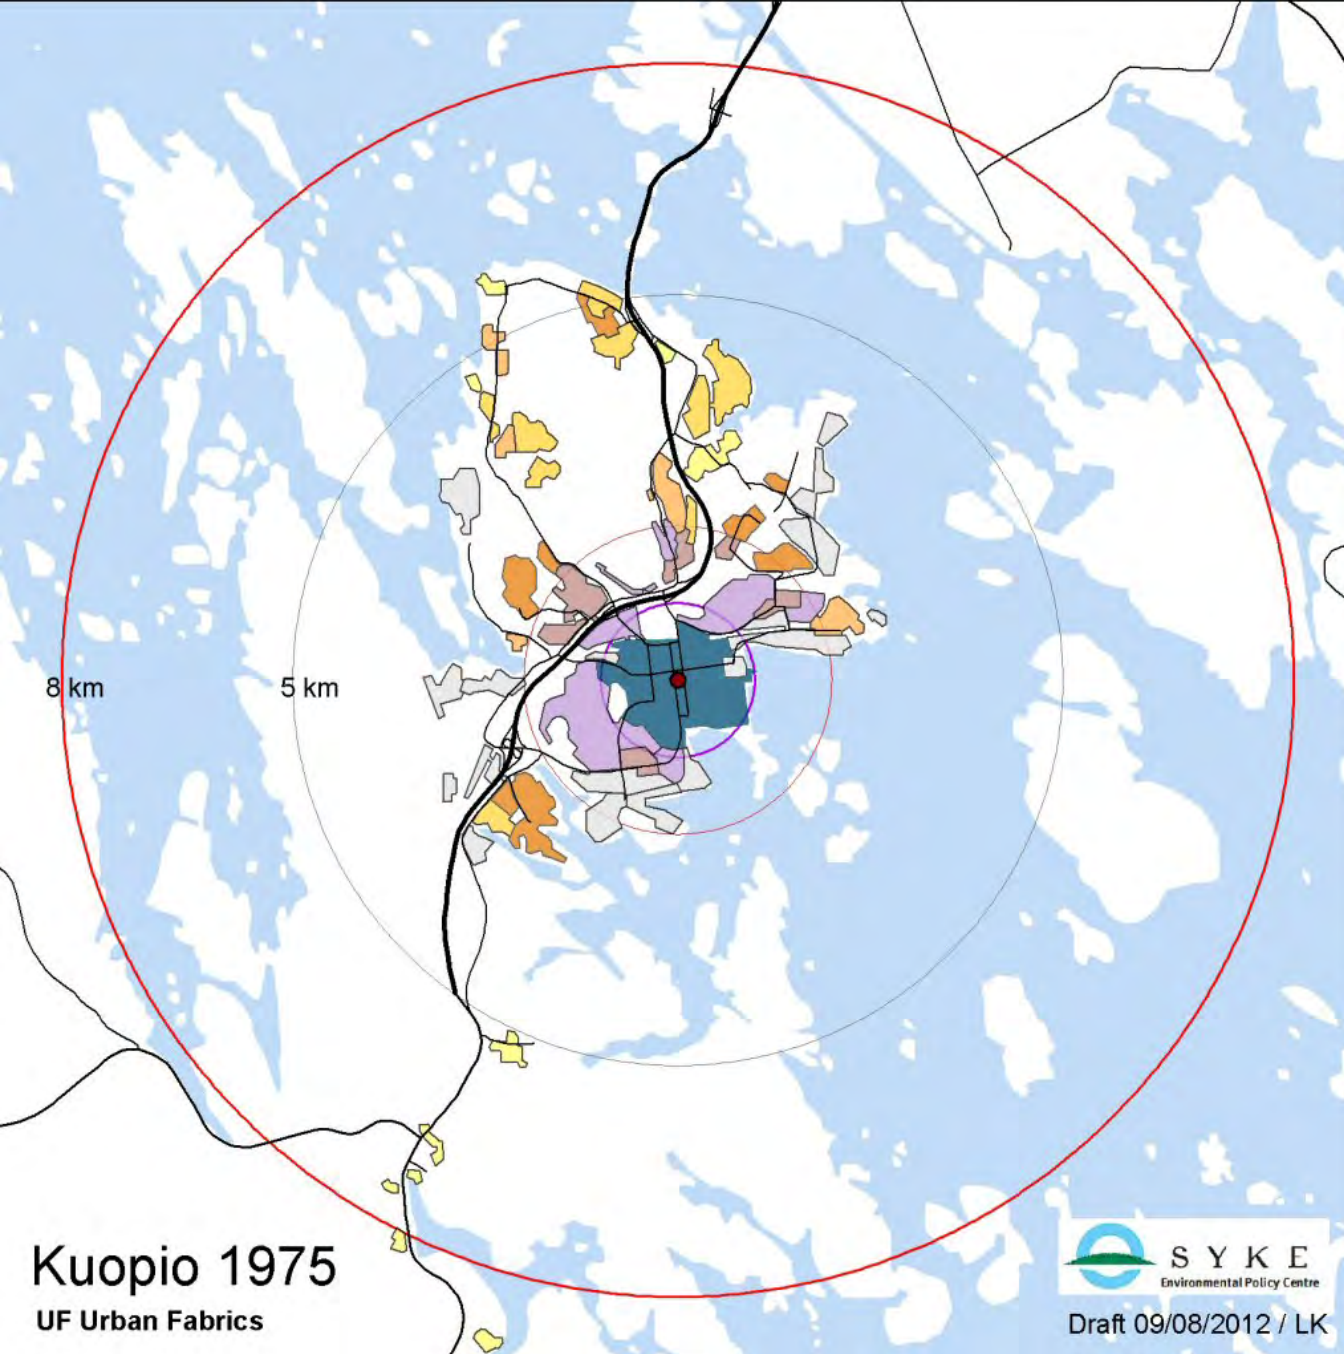 8 km
5 km
Kuopio 1975
UF Urban Fabrics
SYKE
Environmental Policy Centre
Draft 09/08/2012 / LK